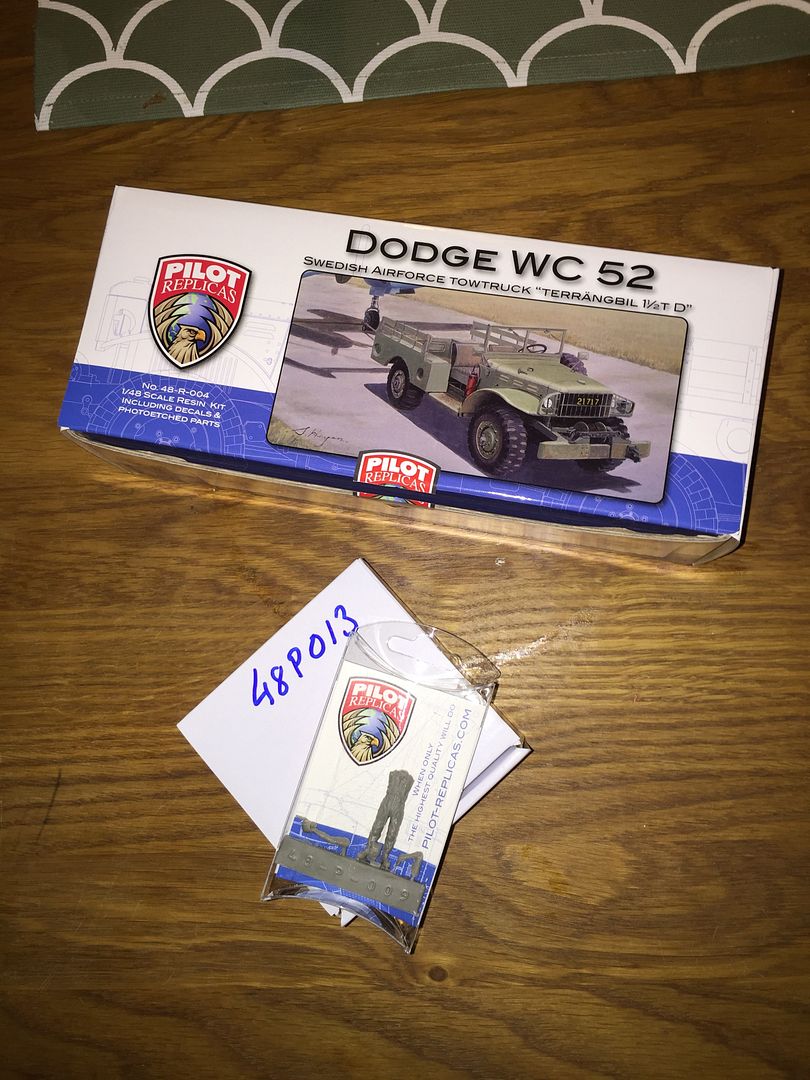 DODGE WC 52
SWEDISH AIRFORCE TOWTRUCK "TERRÄNGBIL 1½T D"
PILOT
REPLICAS
21717
NO. 48-R-004
1/48 SCALE RESIN KIT
INCLUDING DECALS &
PHOTOETCHED PARTS
PILOT
REPLICAS
48P013
PILOT
REPLICAS
WHEN ONLY
THE HIGHEST QUALITY WILL DO
PILOT-REPLICAS.COM
48-P-009